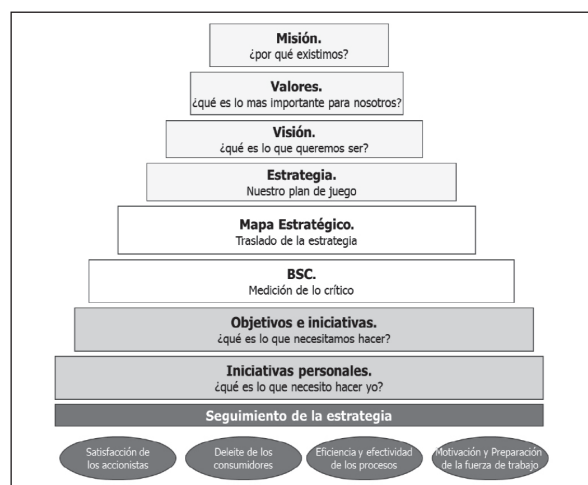 Misión.
¿por qué existimos?
Valores.
¿qué es lo mas importante para nosotros?
Visión.
¿qué es lo que queremos ser?
Estrategia.
Nuestro plan de juego
Mapa Estratégico.
Traslado de la estrategia
BSC.
Medición de lo crítico
Objetivos e iniciativas.
¿qué es lo que necesitamos hacer?
Iniciativas personales.
¿qué es lo que necesito hacer yo?
Seguimiento de la estrategia
Satisfacción de
los accionistas
Deleite de los
consumidores
Eficiencia y efectividad
de los procesos
Motivación y Preparación
de la fuerza de trabajo